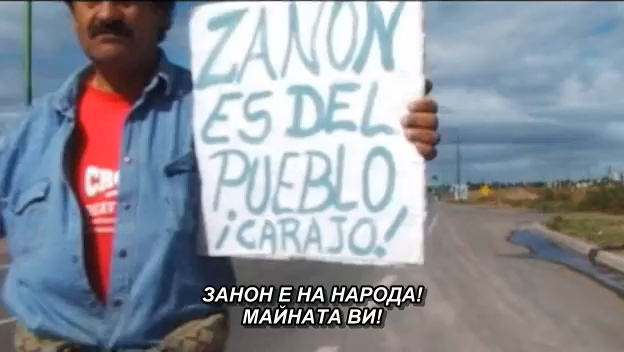 ZANON
ES DEL
PUEBLO
¡CARAJO!
ЗАНОН Е НА НАРОДА!
МАЙНАТА ВИ!